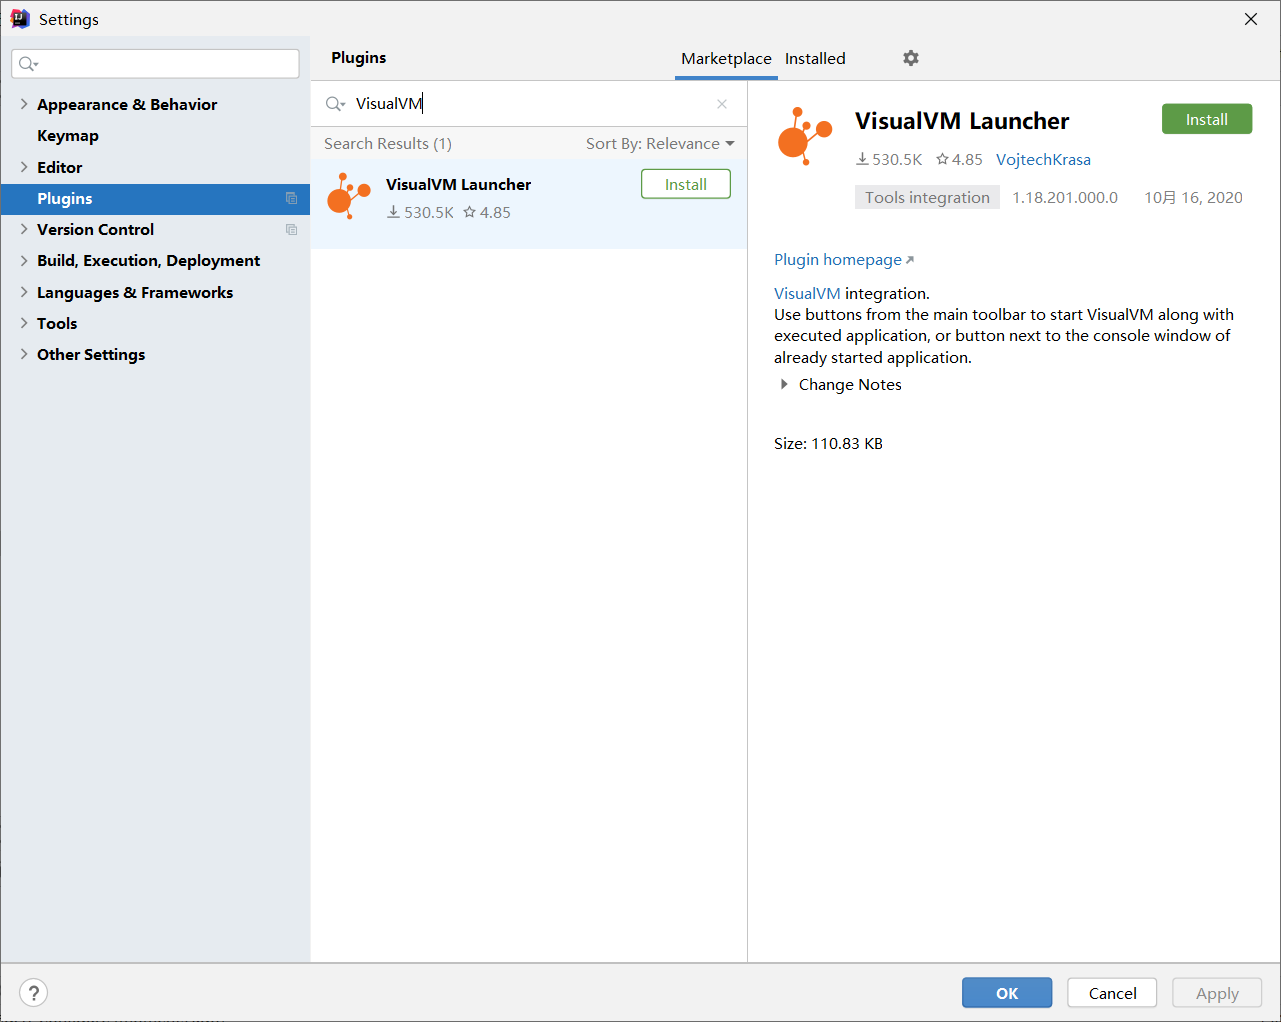 Settings
Plugins
Marketplace Installed
Appearance & Behavior
Keymap
Editor
Plugins
Version Control
Build, Execution, Deployment
Languages & Frameworks
Tools
Other Settings
VisualVM
Search Results (1) Sort By: Relevance
VisualVM Launcher Install
530.5K 4.85
VisualVM Launcher Install
530.5K 4.85 VojtechKrasa
Tools integration 1.18.201.000.0 10月 16, 2020
Plugin homepage
VisualVM integration.
Use buttons from the main toolbar to start VisualVM along with
executed application, or button next to the console window of
already started application.
Change Notes
Size: 110.83 KB
? OK Cancel Apply